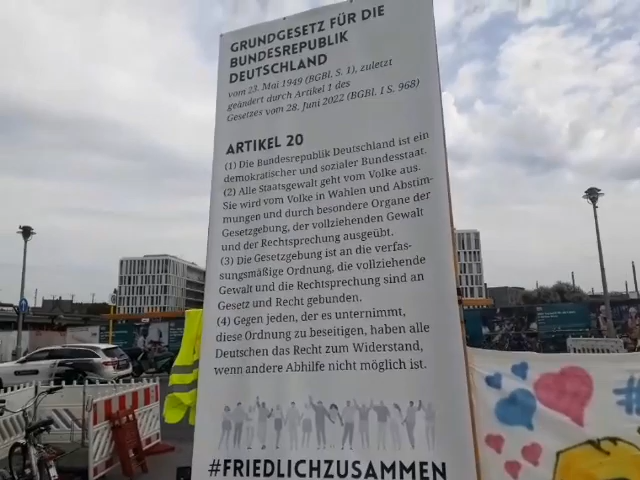 GRUNDGESETZ FÜR DIE
BUNDESREPUBLIK
DEUTSCHLAND
vom 23. Mai 1949 (BGBl. S. 1), zuletzt
geändert durch Artikel 1 des
Gesetzes vom 28. Juni 2022 (BGBl. I S. 968)
ARTIKEL 20
(1) Die Bundesrepublik Deutschland ist ein
demokratischer und sozialer Bundesstaat.
(2) Alle Staatsgewalt geht vom Volke aus.
Sie wird vom Volke in Wahlen und Abstim-
mungen und durch besondere Organe der
Gesetzgebung, der vollziehenden Gewalt
und der Rechtsprechung ausgeübt.
(3) Die Gesetzgebung ist an die verfas-
sungsmäßige Ordnung, die vollziehende
Gewalt und die Rechtsprechung sind an
Gesetz und Recht gebunden.
(4) Gegen jeden, der es unternimmt,
diese Ordnung zu beseitigen, haben alle
Deutschen das Recht zum Widerstand,
wenn andere Abhilfe nicht möglich ist.
#FRIEDLICHZUSAMMEN
#